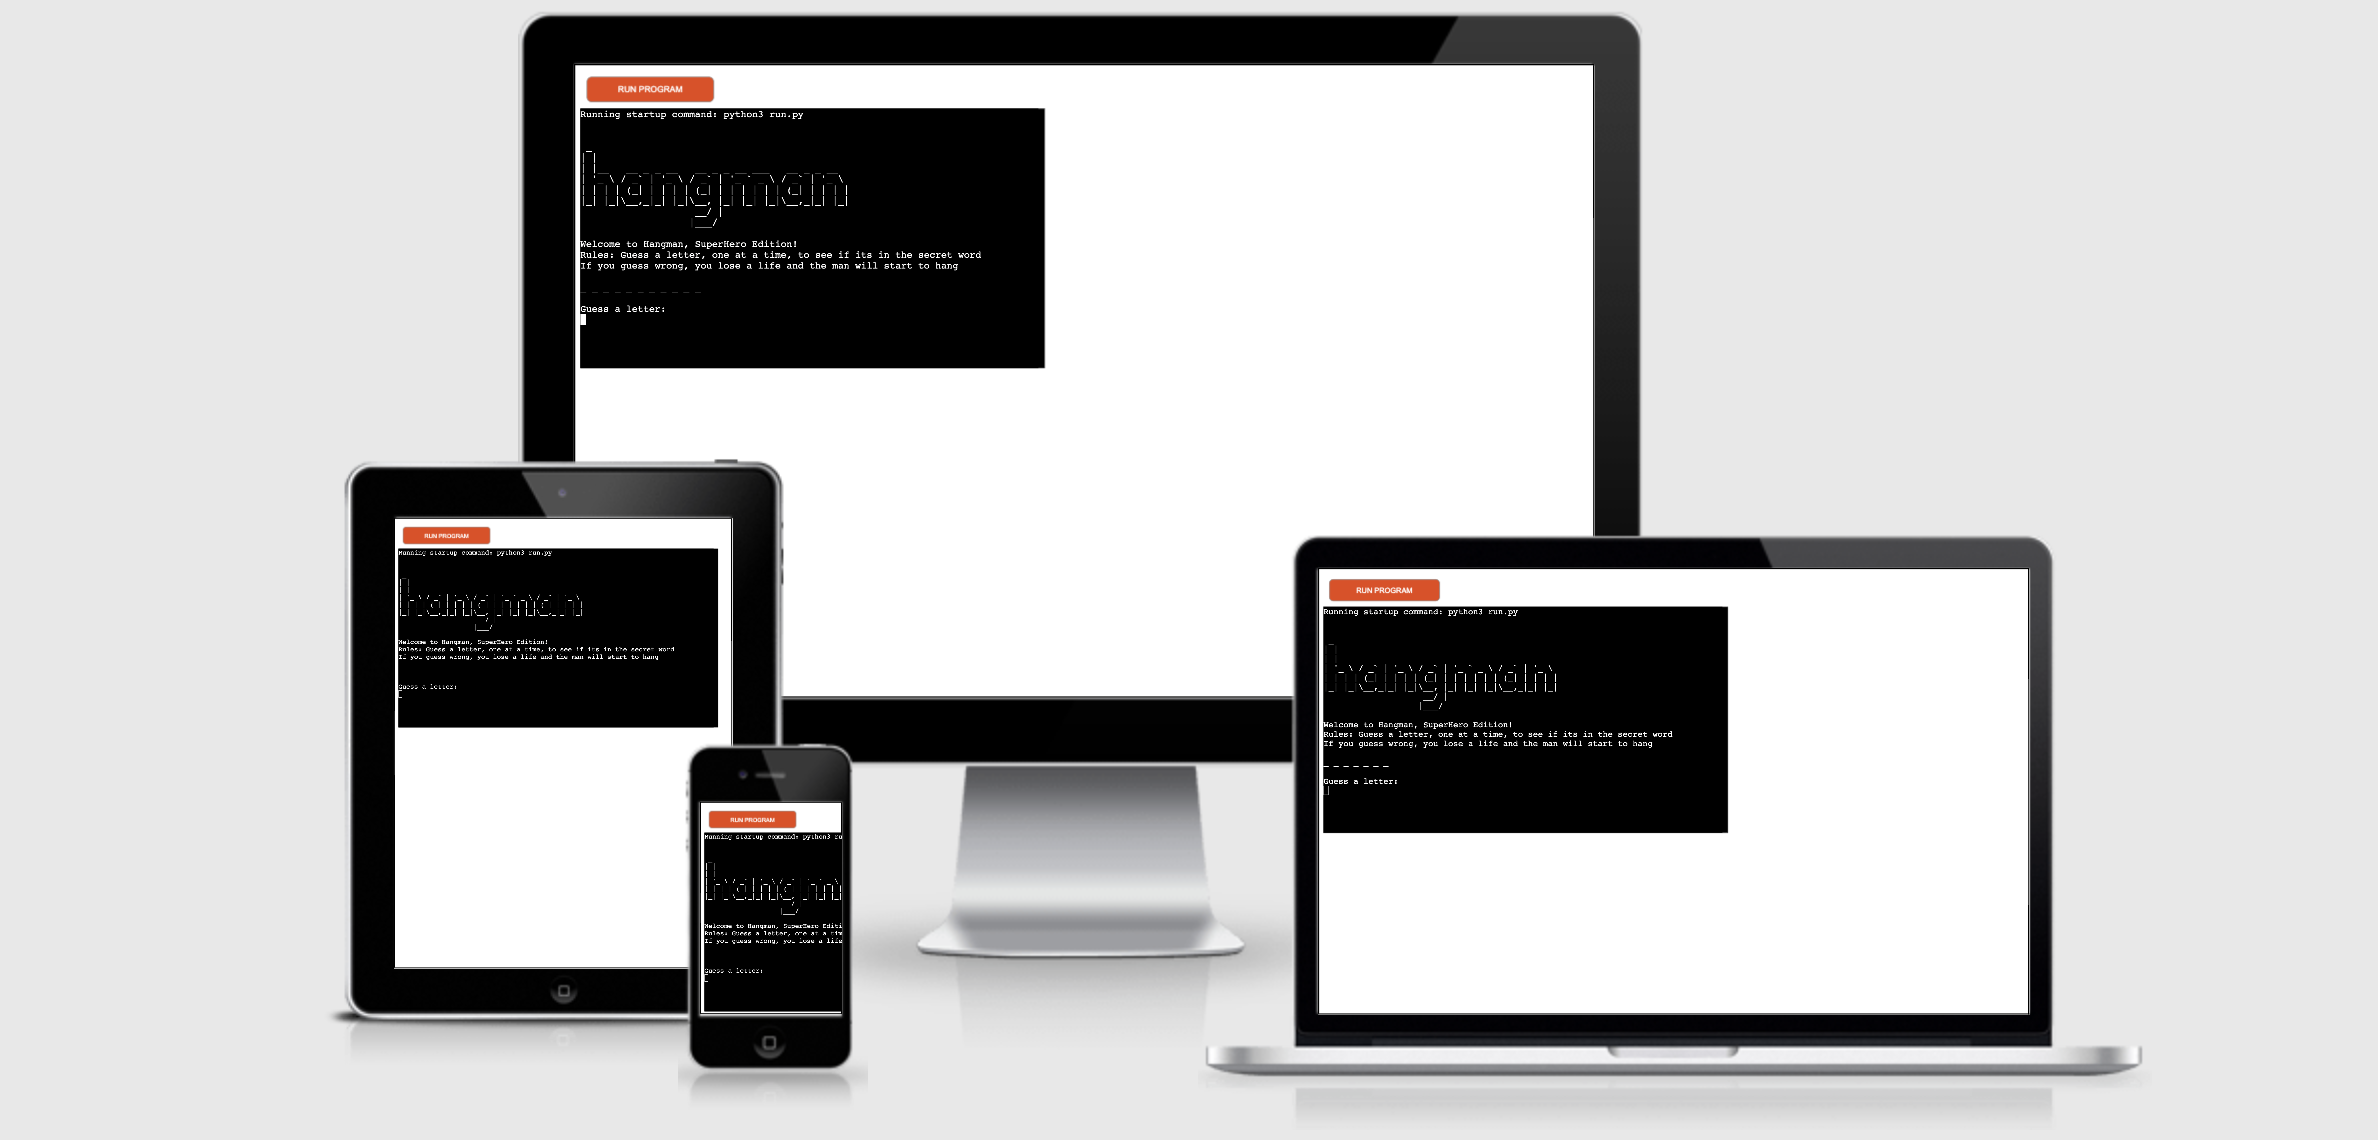 RUN PROGRAM
Running startup command: python3 run.py
hangman
Welcome to Hangman, SuperHero Edition!
Rules: Guess a letter, one at a time, to see if its in the secret word
If you guess wrong, you lose a life and the man will start to hang
_ _ _ _ _ _ _ _ _ _ _
Guess a letter:
RUN PROGRAM
Running startup command: python3 run.py
hangman
Welcome to Hangman, SuperHero Edition!
Rules: Guess a letter, one at a time, to see if its in the secret word
If you guess wrong, you lose a life and the man will start to hang
Guess a letter:
RUN PROGRAM
Running startup command: python3 ru
hangm
Welcome to Hangman, SuperHero Editi
Rules: Guess a letter, one at a tim
If you guess wrong, you lose a life
Guess a letter:
RUN PROGRAM
Running startup command: python3 run.py
hangman
Welcome to Hangman, SuperHero Edition!
Rules: Guess a letter, one at a time, to see if its in the secret word
If you guess wrong, you lose a life and the man will start to hang
_ _ _ _ _ _ _
Guess a letter: